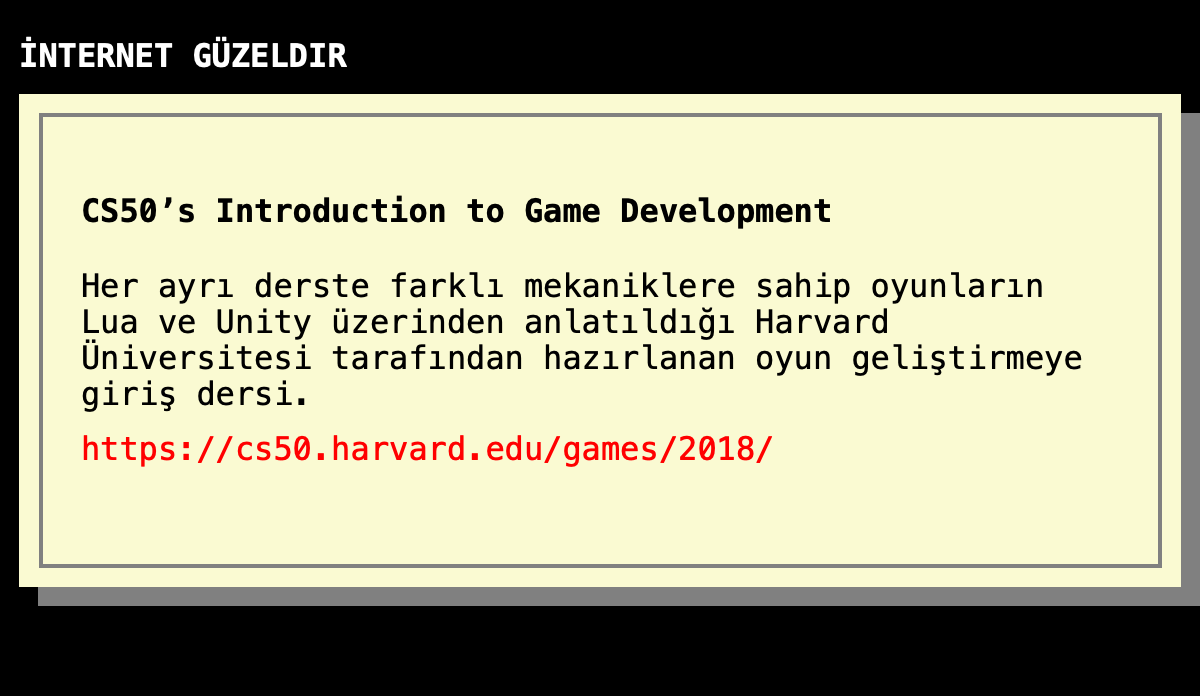 İNTERNET GÜZELDIR
CS50’s Introduction to Game Development
Her ayrı derste farklı mekaniklere sahip oyunların
Lua ve Unity üzerinden anlatıldığı Harvard
Üniversitesi tarafından hazırlanan oyun geliştirmeye
giriş dersi.
https://cs50.harvard.edu/games/2018/